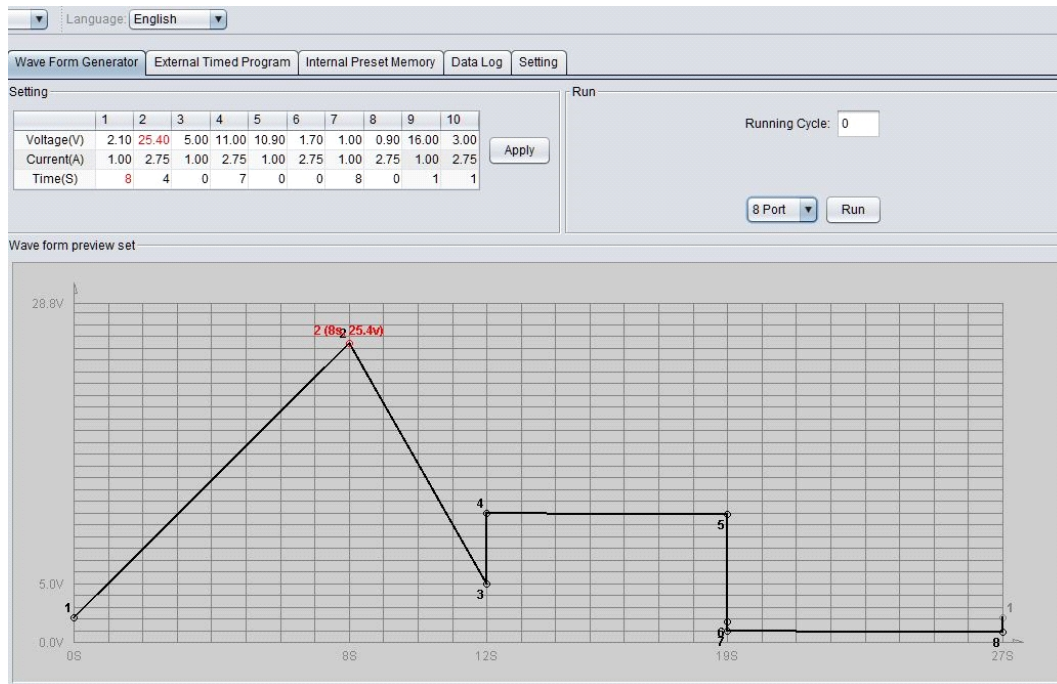 Language: English
Wave Form Generator External Timed Program Internal Preset Memory Data Log Setting
Setting
1 2 3 4 5 6 7 8 9 10
Voltage(V) 2.10 25.40 5.00 11.00 10.90 1.70 1.00 0.90 16.00 3.00
Current(A) 1.00 2.75 1.00 2.75 1.00 2.75 1.00 2.75 1.00 2.75
Time(S) 8 4 0 7 0 0 8 0 1 1
Apply
Run
Running Cycle: 0
8 Port Run
Wave form preview set
28.8V
2 (8s, 25.4v)
2
4
5
5.0V
3
1
1
6
7
8
0.0V
0S 8S 12S 19S 27S